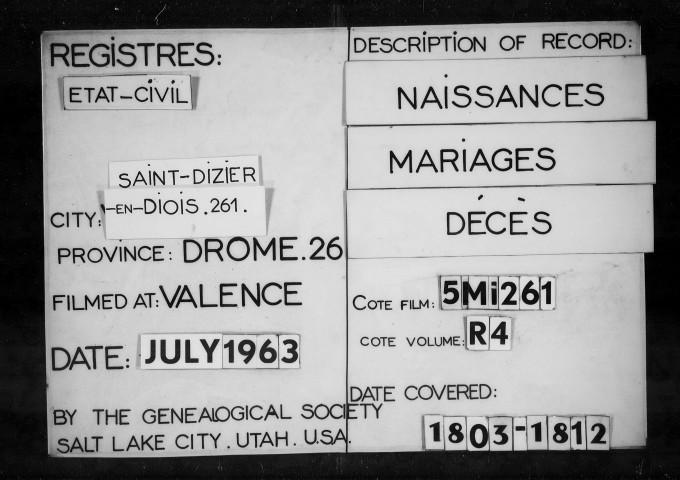 REGISTRES:
ETAT-CIVIL
SAINT-DIZIER
CITY: -EN-DIOIS.261.
PROVINCE: DROME.26
FILMED AT: VALENCE
DATE: JULY 1963
BY THE GENEALOGICAL SOCIETY
SALT LAKE CITY. UTAH. U.S.A.
DESCRIPTION OF RECORD:
NAISSANCES
MARIAGES
DÉCÈS
COTE FILM: 5Mi261
COTE VOLUME: R4
DATE COVERED:
1803-1812